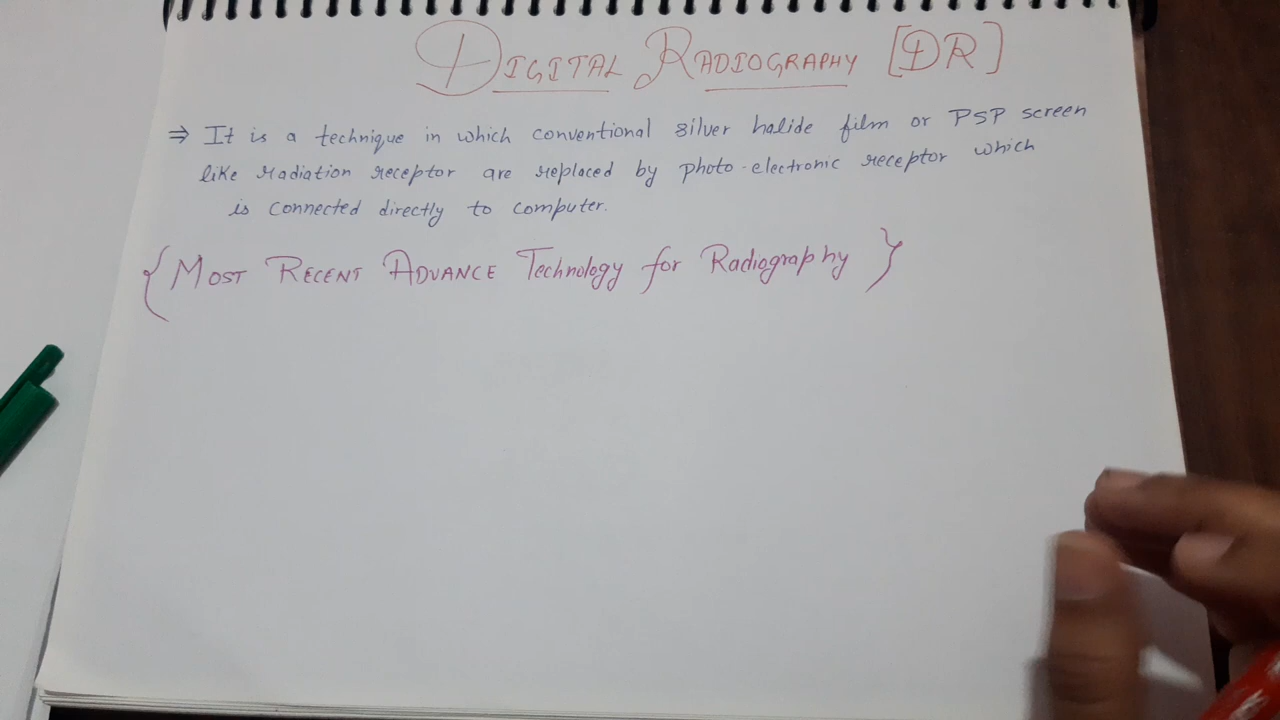 DIGITAL RADIOGRAPHY [DR]
⇒ It is a technique in which conventional silver halide film or PSP screen
like radiation receptor are replaced by photo-electronic receptor which
is connected directly to computer.
{MOST RECENT ADVANCE Technology for Radiography}